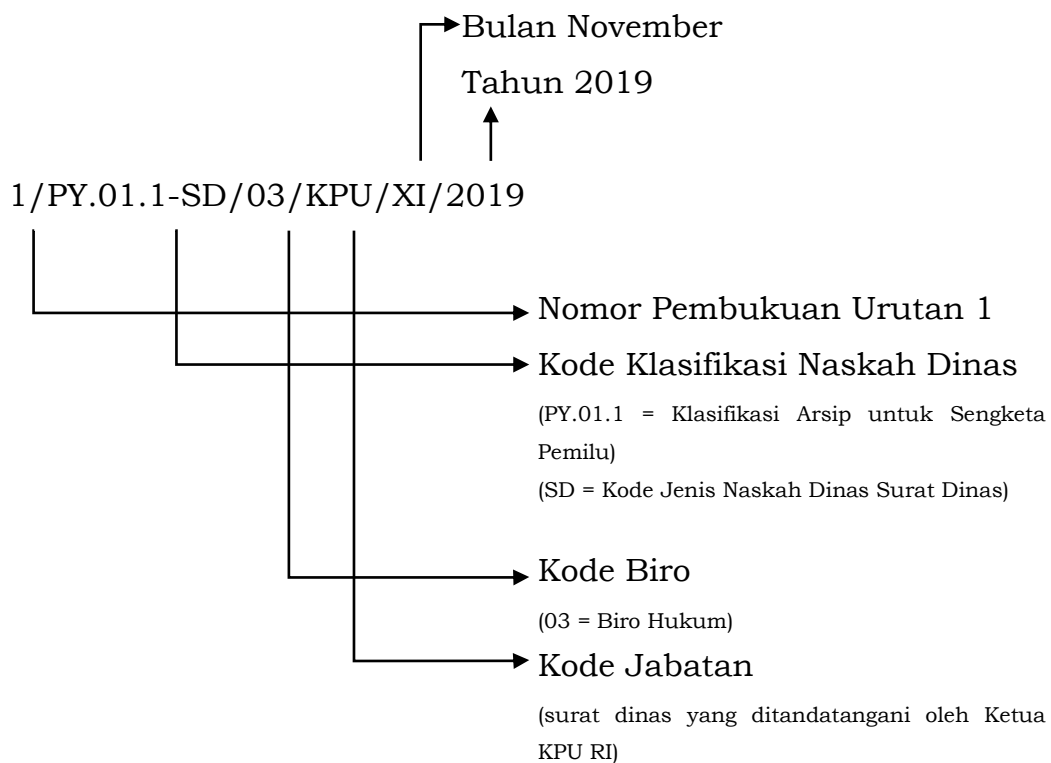 Bulan November
Tahun 2019
1/PY.01.1-SD/03/KPU/XI/2019
Nomor Pembukuan Urutan 1
Kode Klasifikasi Naskah Dinas
(PY.01.1 = Klasifikasi Arsip untuk Sengketa
Pemilu)
(SD = Kode Jenis Naskah Dinas Surat Dinas)
Kode Biro
(03 = Biro Hukum)
Kode Jabatan
(surat dinas yang ditandatangani oleh Ketua
KPU RI)